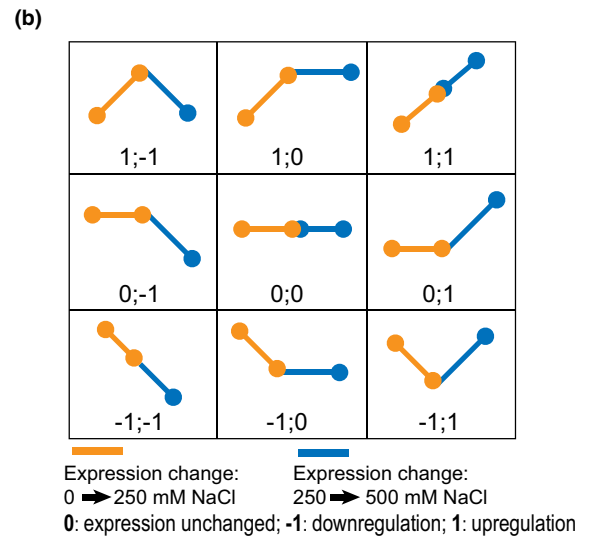 (b)
1;-1 1;0 1;1
0;-1 0;0 0;1
-1;-1 -1;0 -1;1
Expression change: Expression change:
0 ➔ 250 mM NaCl 250 ➔ 500 mM NaCl
0: expression unchanged; -1: downregulation; 1: upregulation